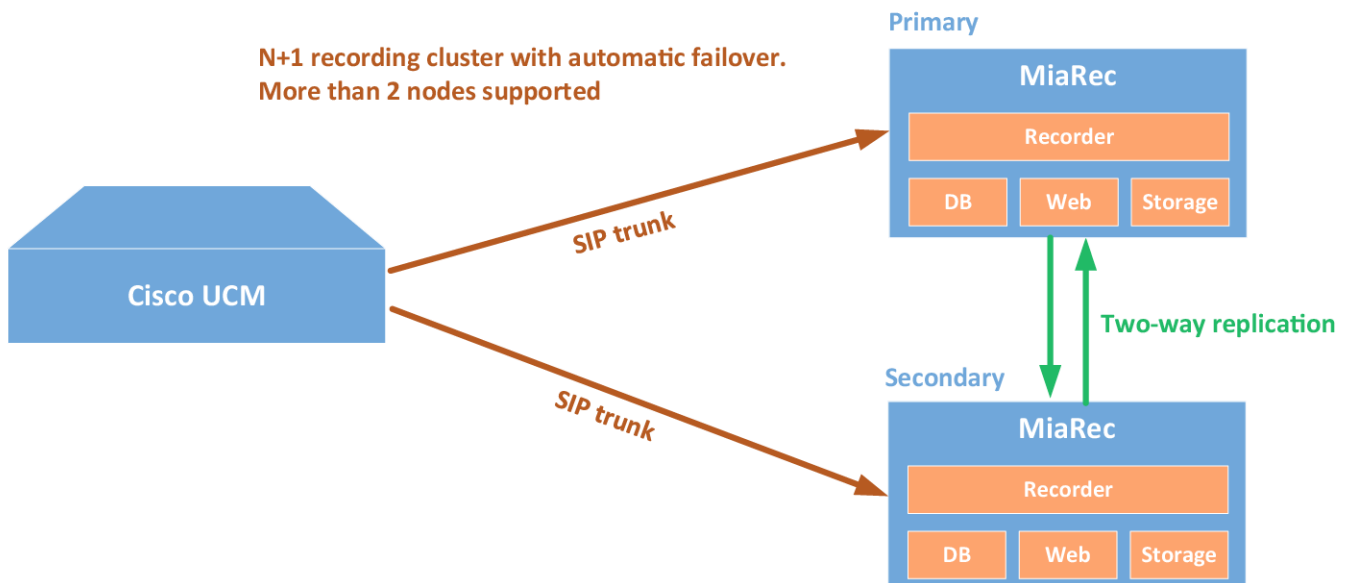 Primary
N+1 recording cluster with automatic failover.
More than 2 nodes supported
MiaRec
Recorder
DB
Web
Storage
SIP trunk
Cisco UCM
Two-way replication
SIP trunk
Secondary
MiaRec
Recorder
DB
Web
Storage